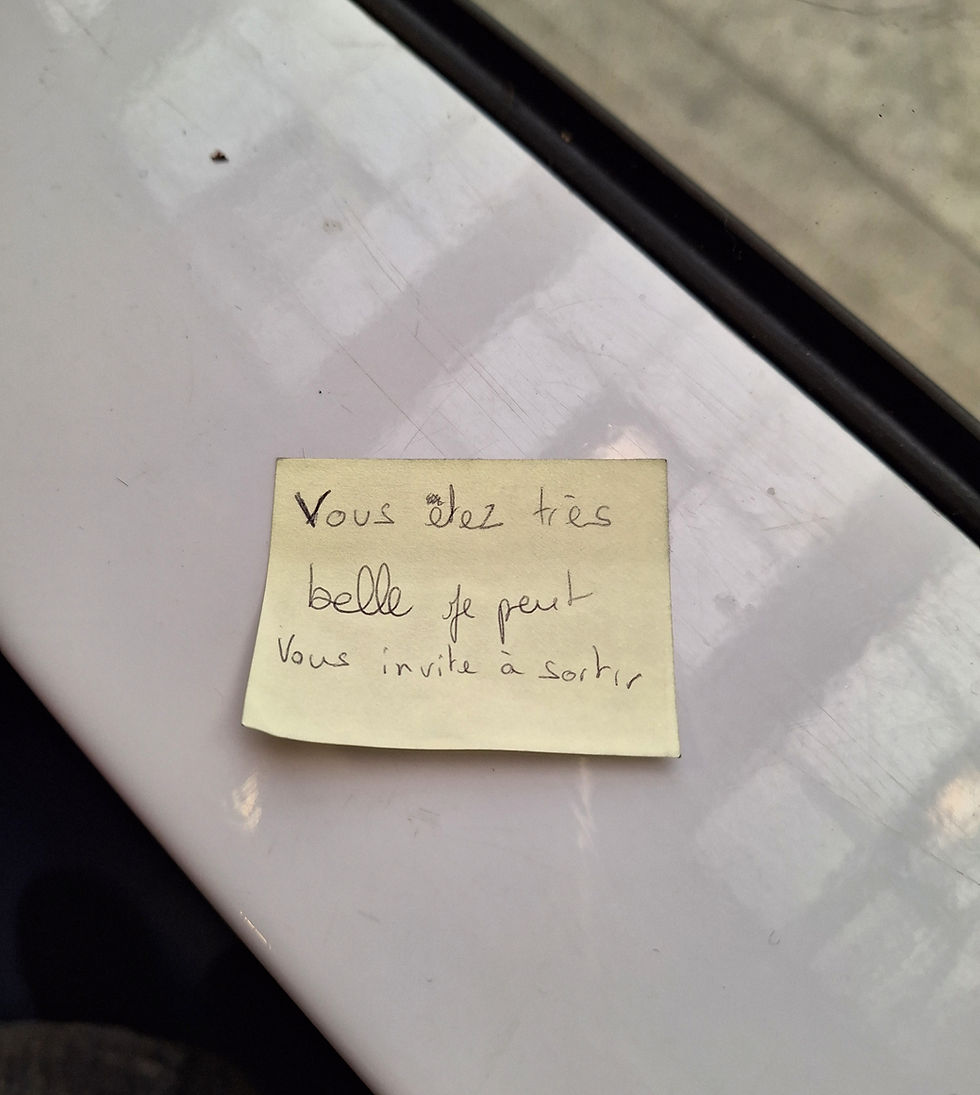 Vous êtez très
belle je peut
Vous invite à sortir